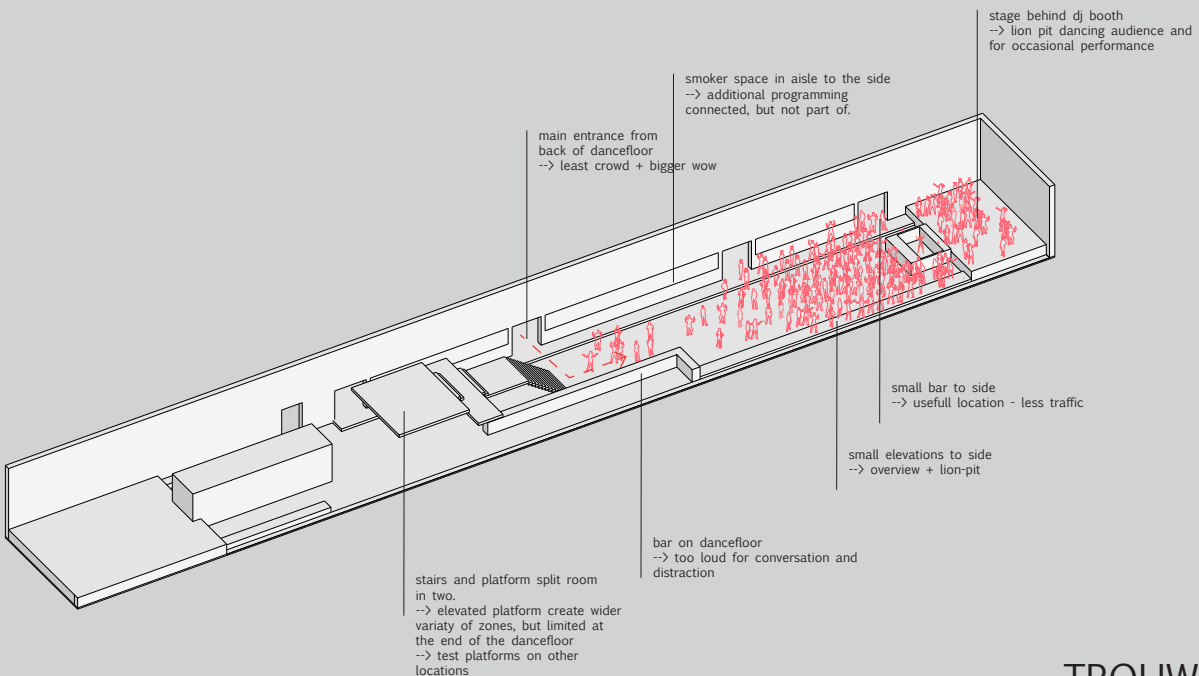 stage behind dj booth
--> lion pit dancing audience and
for occasional performance
smoker space in aisle to the side
--> additional programming
connected, but not part of.
main entrance from
back of dancefloor
--> least crowd + bigger wow
small bar to side
--> usefull location - less traffic
small elevations to side
--> overview + lion-pit
bar on dancefloor
--> too loud for conversation and
distraction
stairs and platform split room
in two.
--> elevated platform create wider
variaty of zones, but limited at
the end of the dancefloor
--> test platforms on other
locations
TROUW